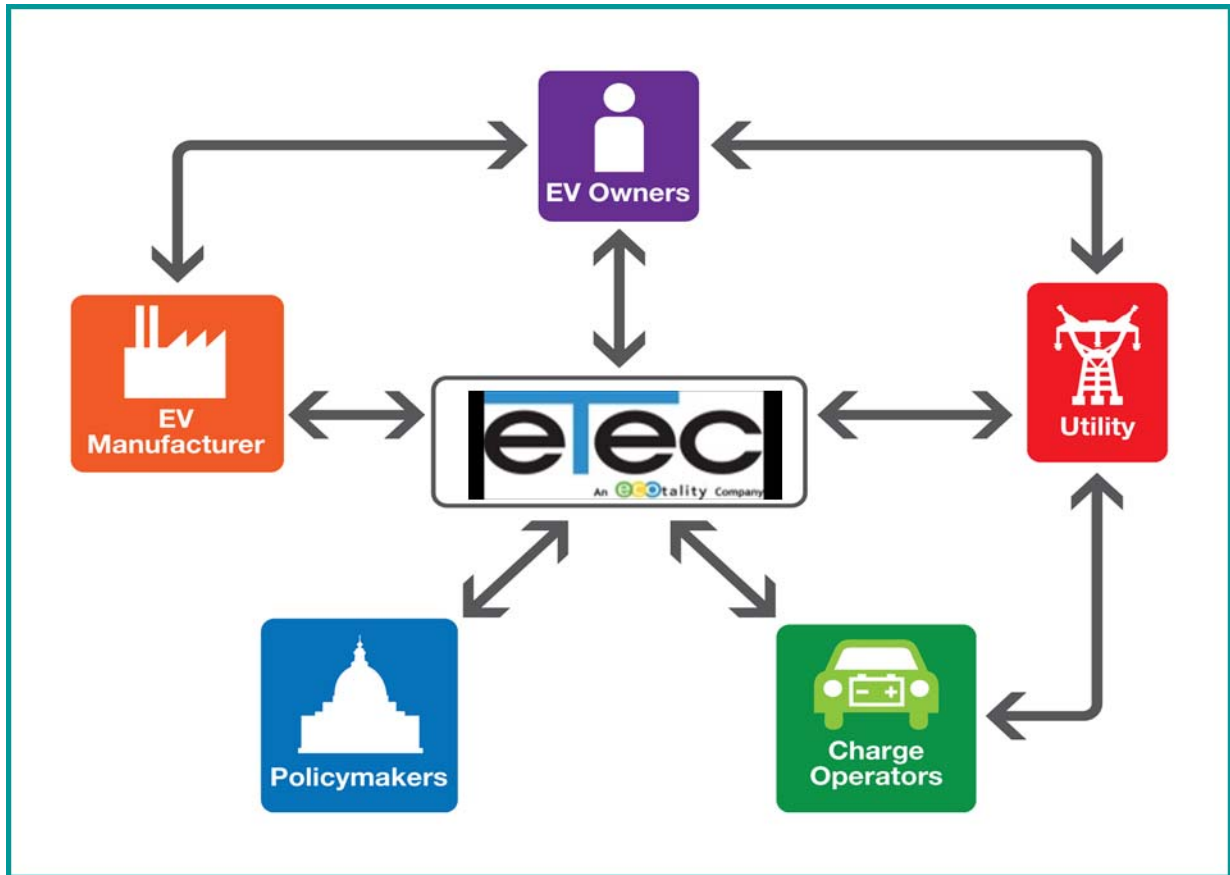 EV Owners
EV
Manufacturer
eTec
An ecotality Company
Utility
Policymakers
Charge
Operators